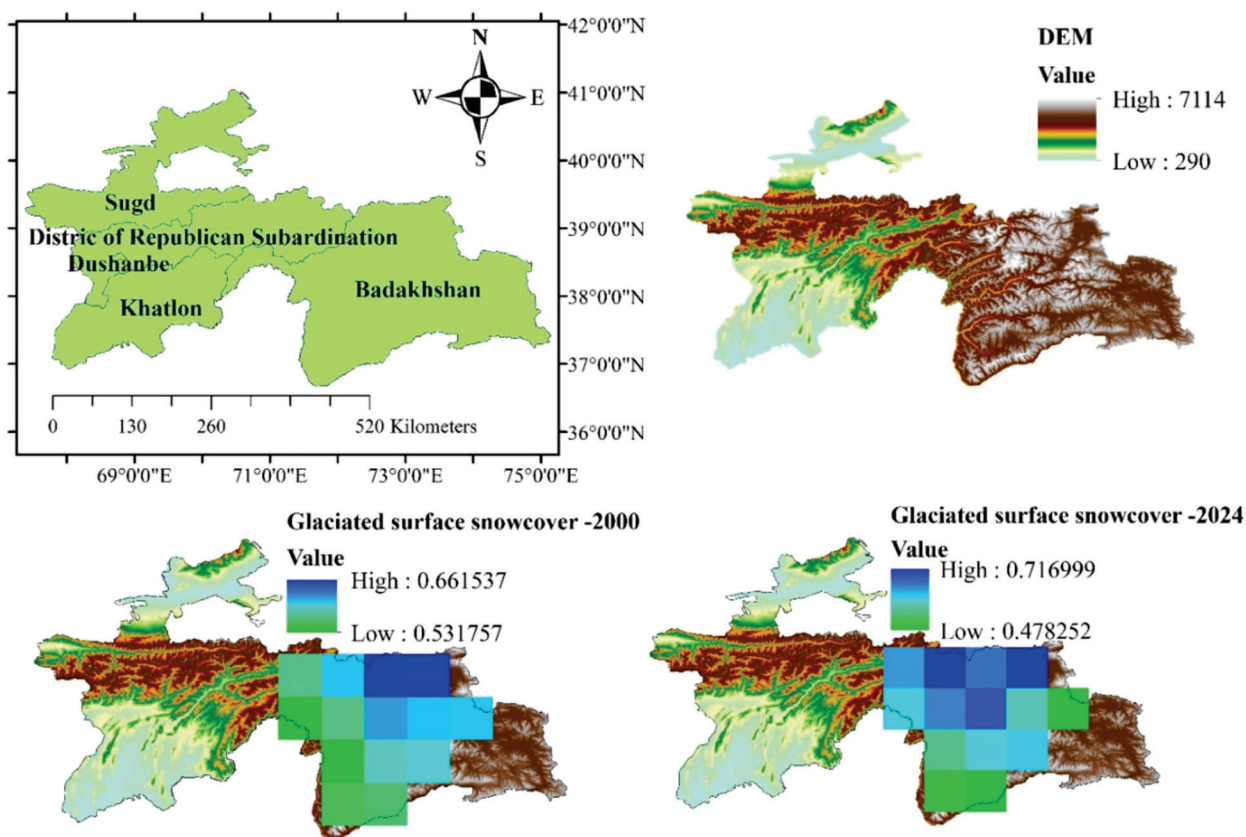 42°0'0"N
N
W E
S
41°0'0"N
40°0'0"N
Sugd
39°0'0"N
Distric of Republican Subardination
Dushanbe
Badakhshan
Khatlon
38°0'0"N
37°0'0"N
0 130 260 520 Kilometers
36°0'0"N
69°0'0"E 71°0'0"E 73°0'0"E 75°0'0"E
DEM
Value
High : 7114
Low : 290
Glaciated surface snowcover -2000
Value
High : 0.661537
Low : 0.531757
Glaciated surface snowcover -2024
Value
High : 0.716999
Low : 0.478252